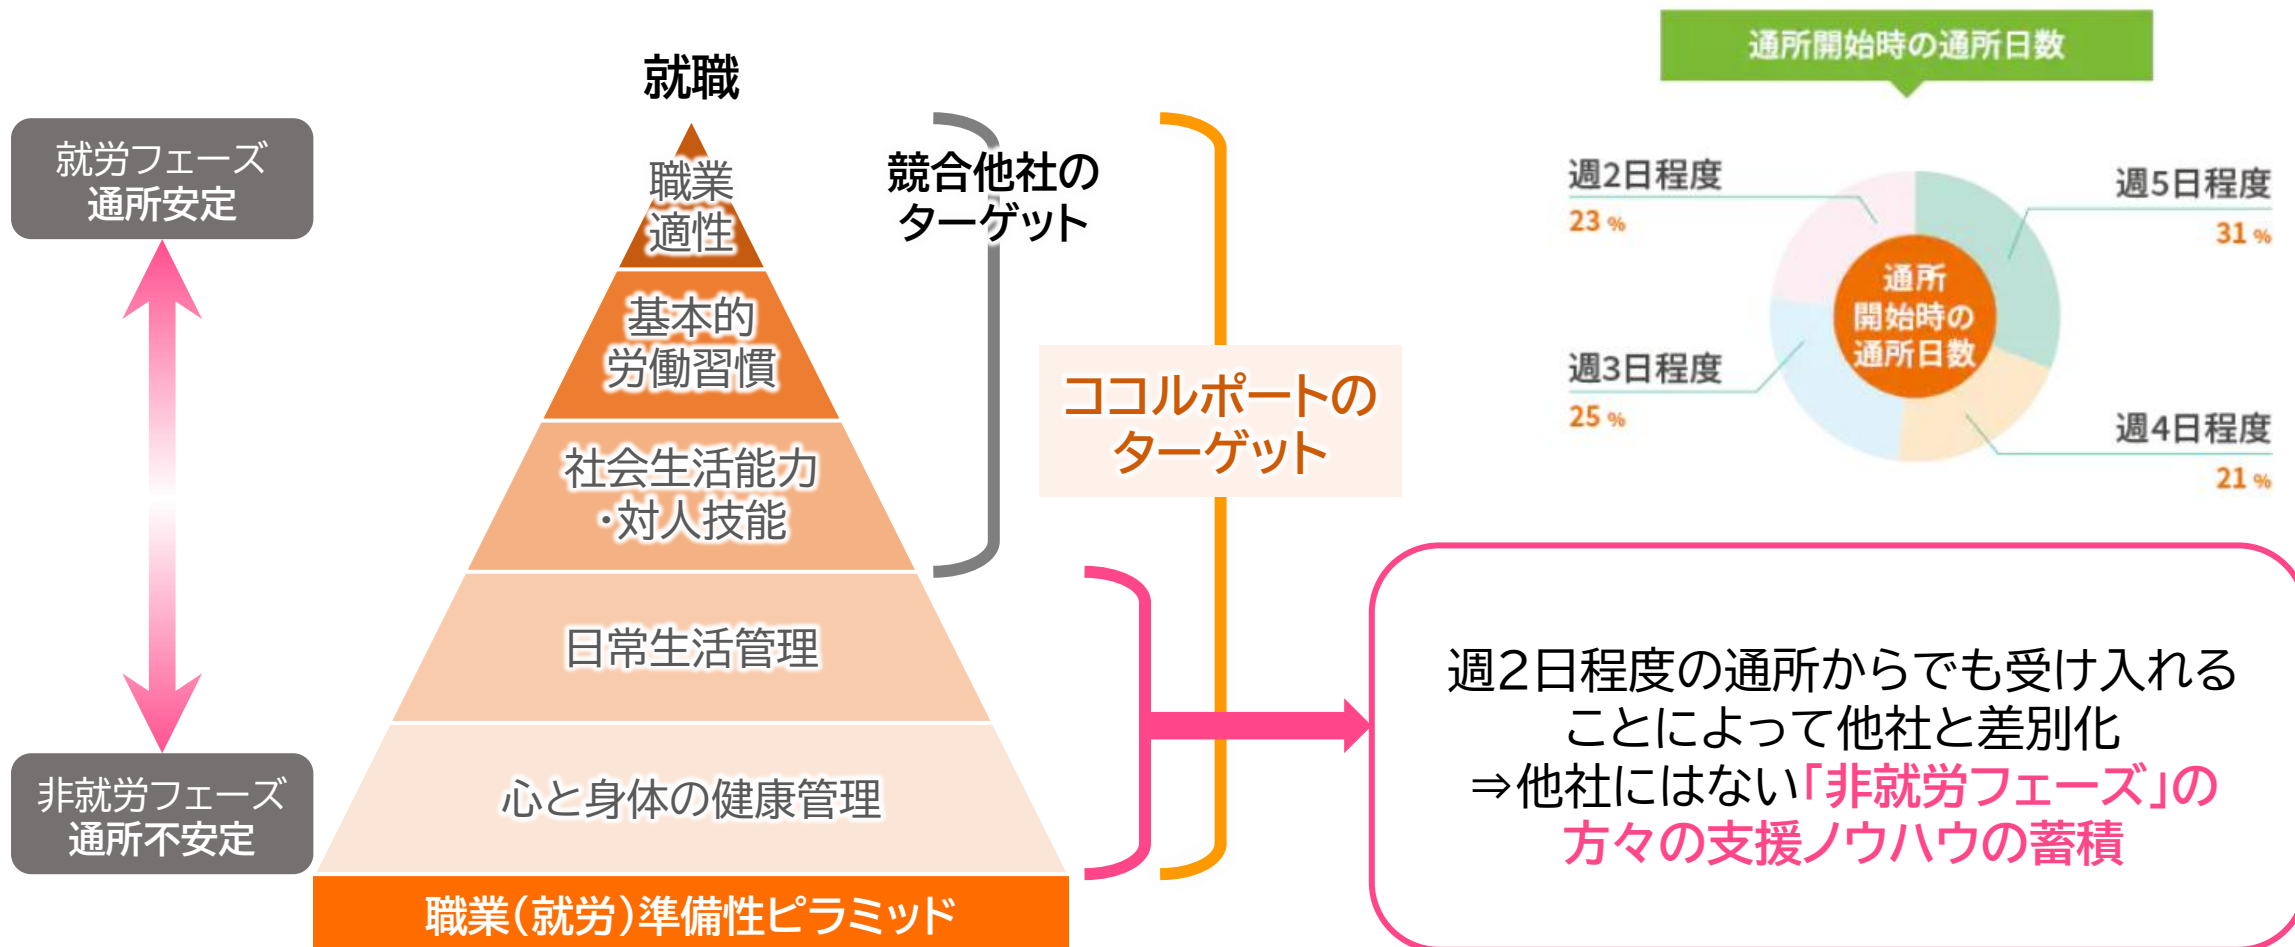 就職
就労フェーズ
通所安定
非就労フェーズ
通所不安定
職業
適性
基本的
労働習慣
社会生活能力
・対人技能
日常生活管理
心と身体の健康管理
職業(就労)準備性ピラミッド
競合他社の
ターゲット
ココルポートの
ターゲット
通所開始時の通所日数
週2日程度
23 %
週5日程度
31 %
週3日程度
25 %
週4日程度
21 %
通所
開始時の
通所日数
週2日程度の通所からでも受け入れる
ことによって他社と差別化
⇒他社にはない「非就労フェーズ」の
方々の支援ノウハウの蓄積